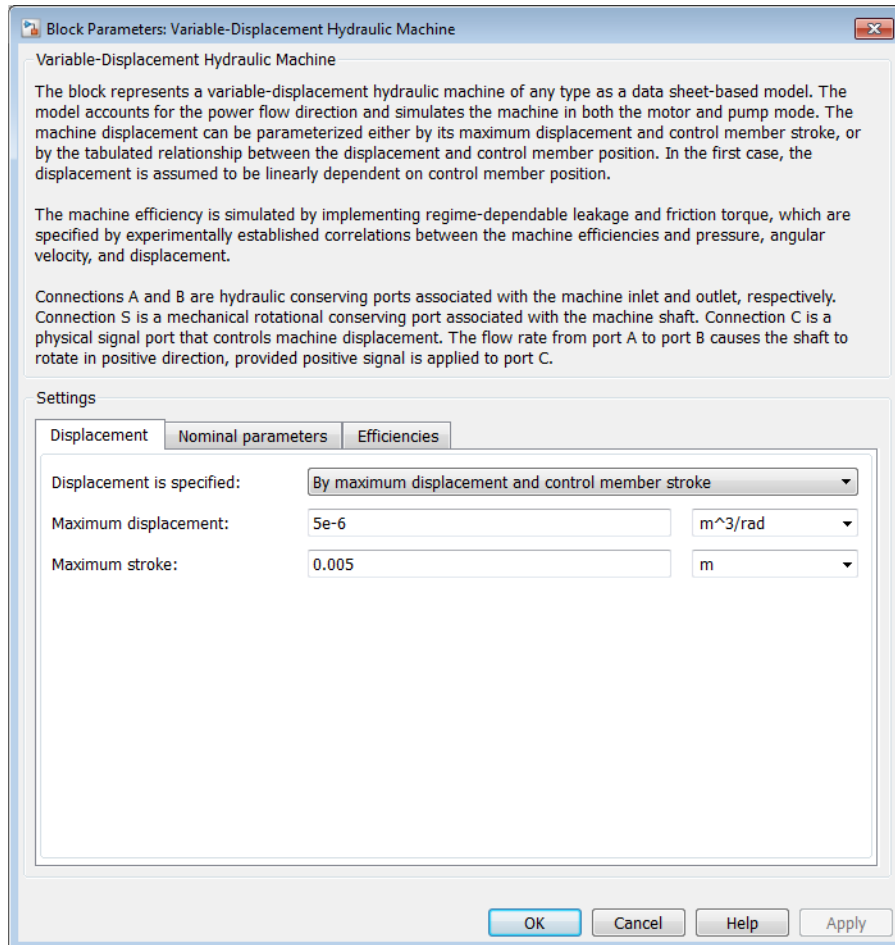 Block Parameters: Variable-Displacement Hydraulic Machine
Variable-Displacement Hydraulic Machine
The block represents a variable-displacement hydraulic machine of any type as a data sheet-based model. The
model accounts for the power flow direction and simulates the machine in both the motor and pump mode. The
machine displacement can be parameterized either by its maximum displacement and control member stroke, or
by the tabulated relationship between the displacement and control member position. In the first case, the
displacement is assumed to be linearly dependent on control member position.
The machine efficiency is simulated by implementing regime-dependable leakage and friction torque, which are
specified by experimentally established correlations between the machine efficiencies and pressure, angular
velocity, and displacement.
Connections A and B are hydraulic conserving ports associated with the machine inlet and outlet, respectively.
Connection S is a mechanical rotational conserving port associated with the machine shaft. Connection C is a
physical signal port that controls machine displacement. The flow rate from port A to port B causes the shaft to
rotate in positive direction, provided positive signal is applied to port C.
Settings
Displacement Nominal parameters Efficiencies
Displacement is specified: By maximum displacement and control member stroke
Maximum displacement: 5e-6 m^3/rad
Maximum stroke: 0.005 m
OK Cancel Help Apply